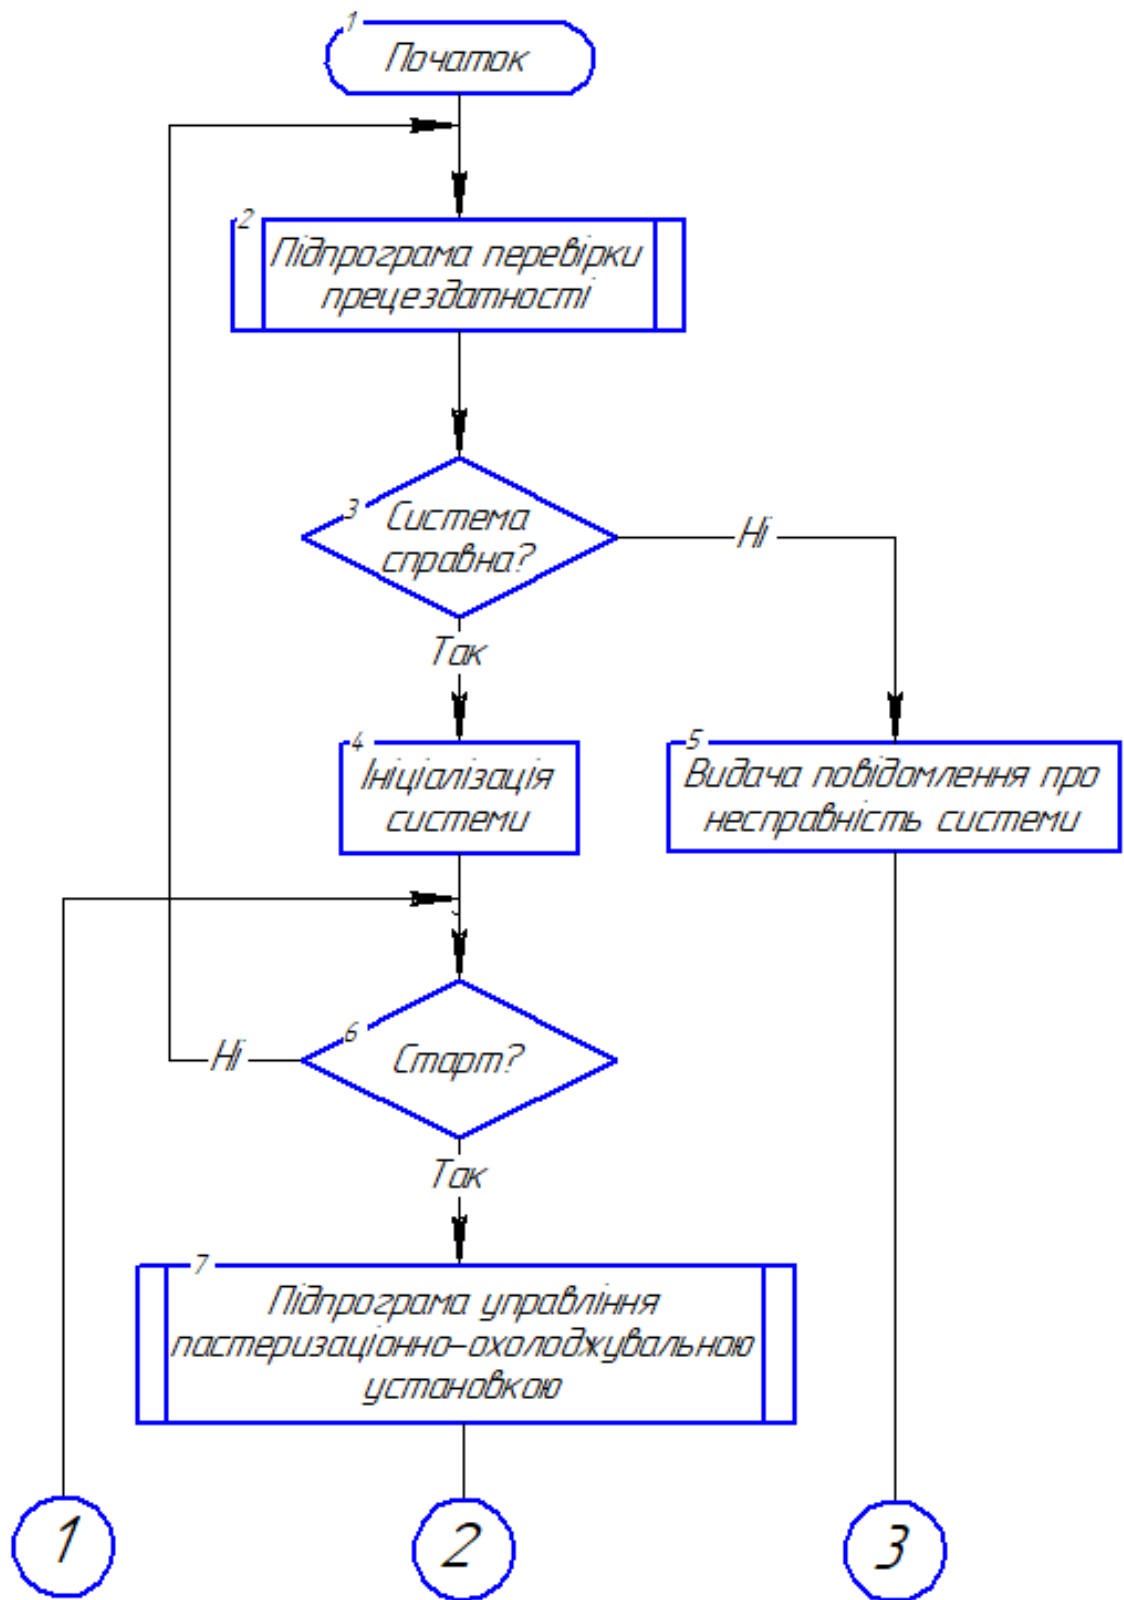 1
Початок
2
Підпрограма перевірки
прецездатності
3
Система
справна?
Ні
Так
4
Ініціалізація
системи
5
Видача повідомлення про
несправність системи
6
Старт?
Ні
Так
7
Підпрограма управління
пастеризаціонно-охолоджувальною
установкою
1
2
3